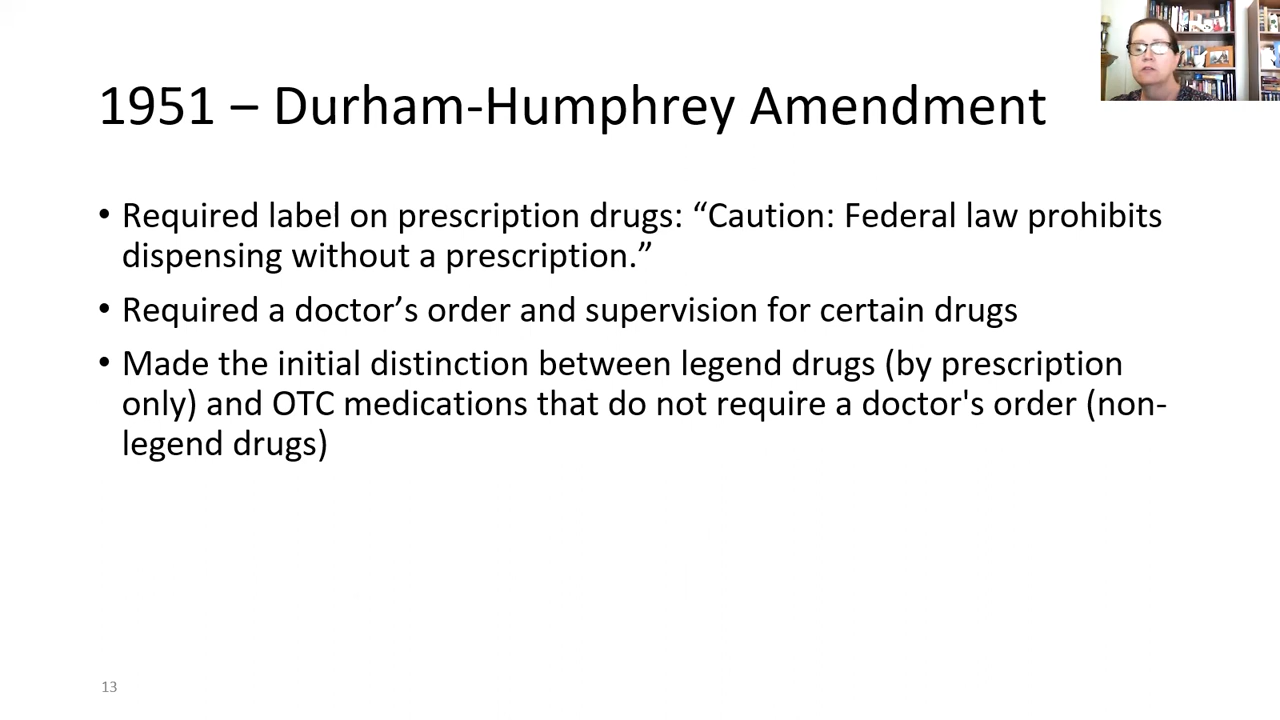 1951 – Durham-Humphrey Amendment
• Required label on prescription drugs: “Caution: Federal law prohibits
dispensing without a prescription.”
• Required a doctor’s order and supervision for certain drugs
• Made the initial distinction between legend drugs (by prescription
only) and OTC medications that do not require a doctor's order (non-
legend drugs)
13